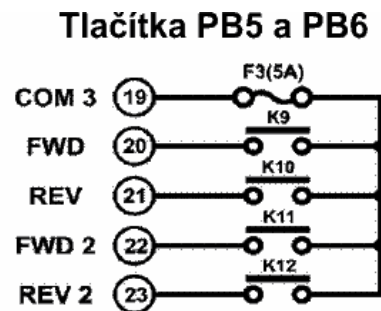 Tlačítka PB5 a PB6
F3(5A)
COM 3 19
K9
FWD 20
K10
REV 21
K11
FWD 2 22
K12
REV 2 23